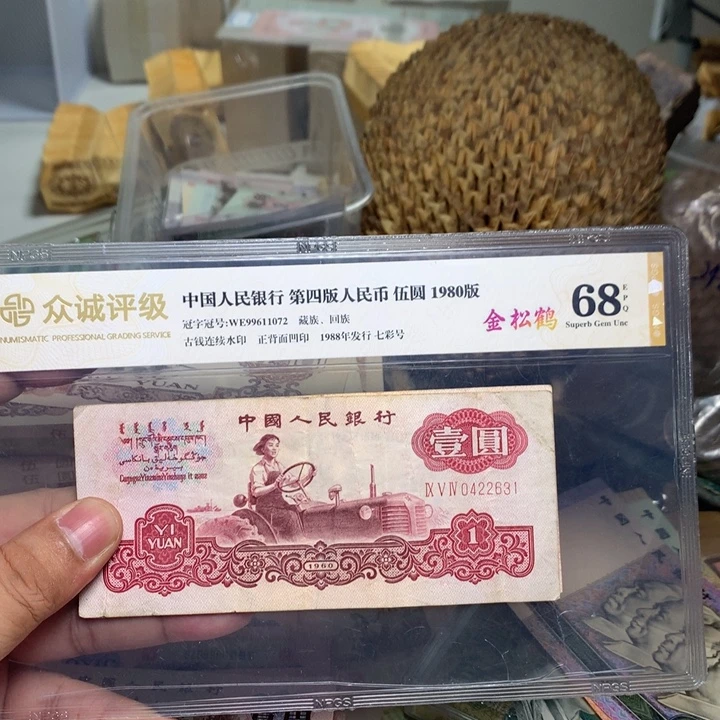 众诚评级
NUMISMATIC PROFESSIONAL GRADING SERVICE
中国人民银行 第四版人民币 伍圆 1980版
冠字冠号:WE99611072 藏族、回族
古钱连续水印 正背面凹印 1988年发行 七彩号
金松鹤
68
EPQ
Superb Gem Unc
YUAN
中國人民銀行
壹圓
IX V IV 0422631
YI
YUAN
1960
1